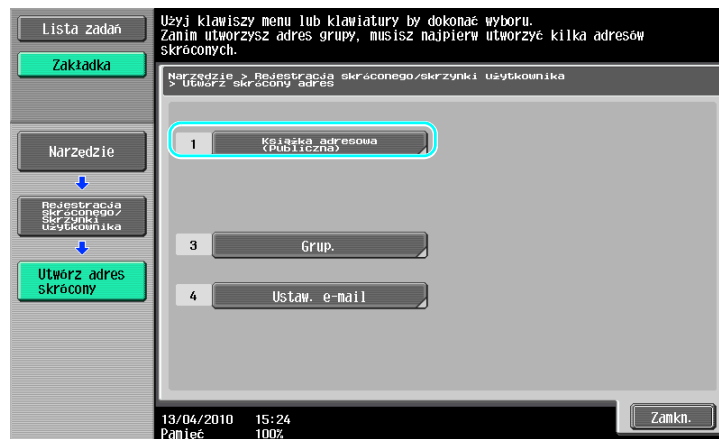 Lista zadań
Zakładka
Użyj klawiszy menu lub klawiatury by dokonać wyboru.
Zanim utworzysz adres grupy, musisz najpierw utworzyć kilka adresów
skróconych.
Narzędzie > Rejestracja skróconego/skrzynki użytkownika
> Utwórz skrócony adres
Narzędzie
Rejestracja
skróconego/
Skrzynki
użytkownika
Utwórz adres
skrócony
1 Książka adresowa
(Publiczna)
3 Grup.
4 Ustaw. e-mail
13/04/2010 15:24
Pamięć 100%
Zamkn.